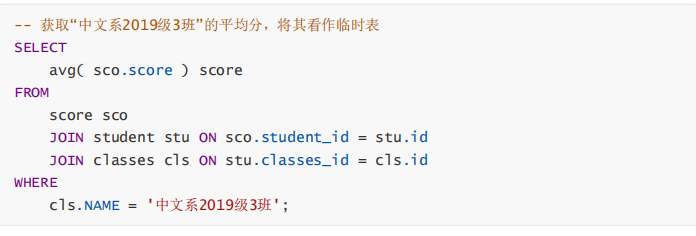 -- 获取“中文系2019级3班”的平均分，将其看作临时表
SELECT
avg( sco.score ) score
FROM
score sco
JOIN student stu ON sco.student_id = stu.id
JOIN classes cls ON stu.classes_id = cls.id
WHERE
cls.NAME = '中文系2019级3班';